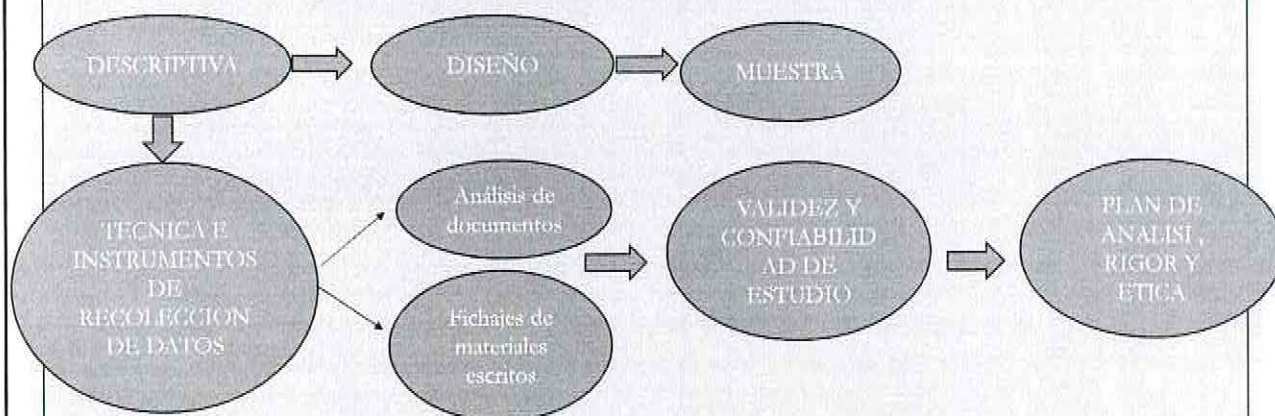 DESCRIPTIVA
DISEÑO
MUESTRA
TECNICA E
INSTRUMENTOS
DE
RECOLECCION
DE DATOS
Análisis de
documentos
Fichajes de
materiales
escritos
VALIDEZ Y
CONFIABILID
AD DE
ESTUDIO
PLAN DE
ANALISI ,
RIGOR Y
ETICA